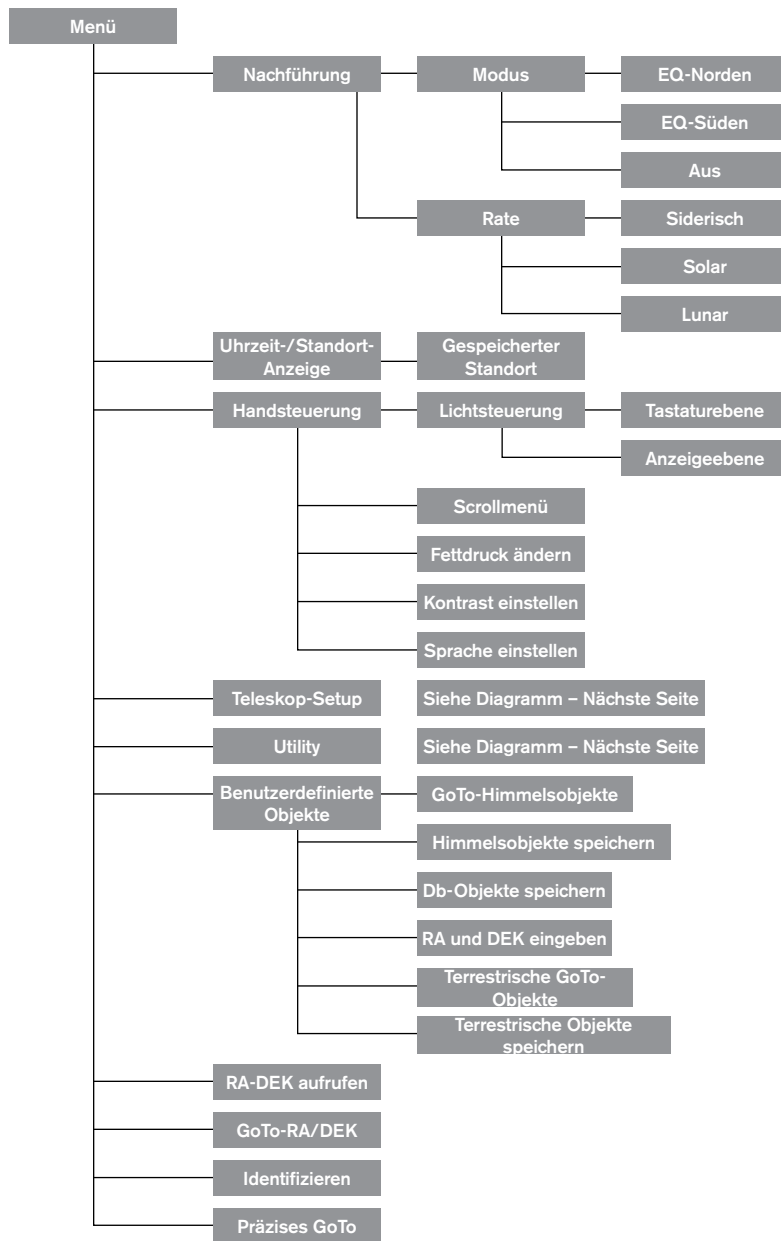 Menü
Nachführung
Modus
EQ-Norden
EQ-Süden
Aus
Rate
Siderisch
Solar
Lunar
Uhrzeit-/Standort-
Anzeige
Gespeicherter
Standort
Handsteuerung
Lichtsteuerung
Tastaturebene
Anzeigeebene
Scrollmenü
Fettdruck ändern
Kontrast einstellen
Sprache einstellen
Teleskop-Setup
Siehe Diagramm – Nächste Seite
Utility
Siehe Diagramm – Nächste Seite
Benutzerdefinierte
Objekte
GoTo-Himmelsobjekte
Himmelsobjekte speichern
Db-Objekte speichern
RA und DEK eingeben
Terrestrische GoTo-
Objekte
Terrestrische Objekte
speichern
RA-DEK aufrufen
GoTo-RA/DEK
Identifizieren
Präzises GoTo